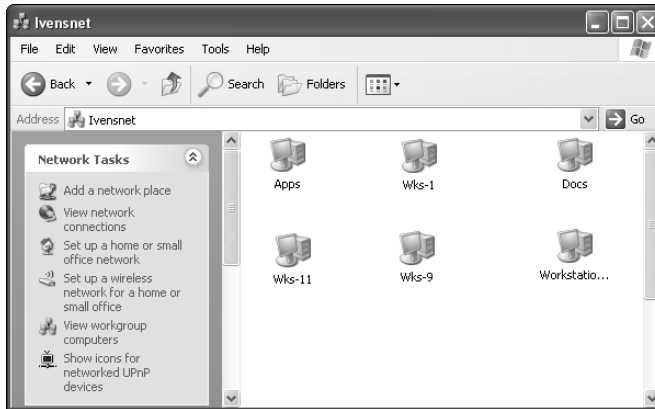 Ivensnet
File Edit View Favorites Tools Help
Back Search Folders
Address Ivensnet Go
Network Tasks
Add a network place
View network
connections
Set up a home or small
office network
Set up a wireless
network for a home or
small office
View workgroup
computers
Show icons for
networked UPnP
devices
Apps Wks-1 Docs
Wks-11 Wks-9 Workstatio...